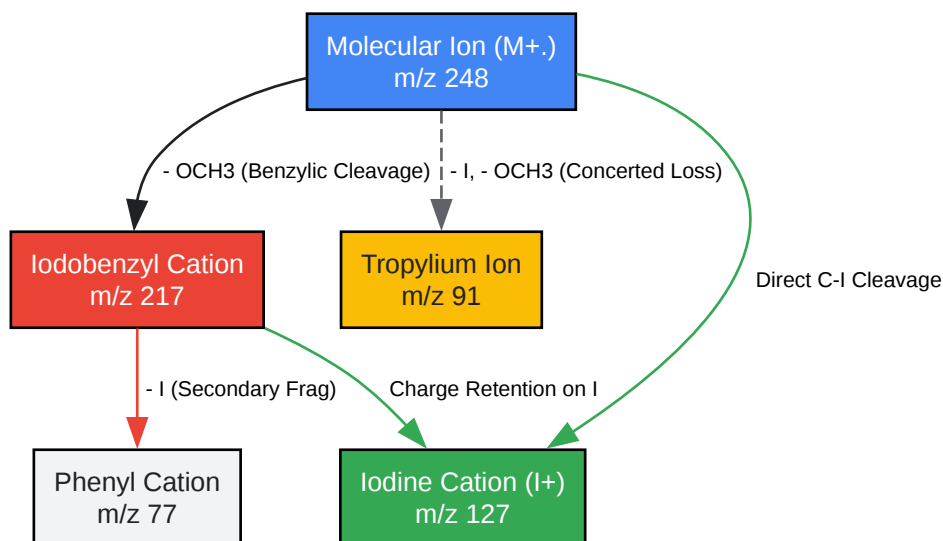 Molecular Ion (M+.)
m/z 248
- OCH3 (Benzylic Cleavage)
- I, - OCH3 (Concerted Loss)
Iodobenzyl Cation
m/z 217
Tropylium Ion
m/z 91
Direct C-I Cleavage
- I (Secondary Frag)
Charge Retention on I
Phenyl Cation
m/z 77
Iodine Cation (I+)
m/z 127